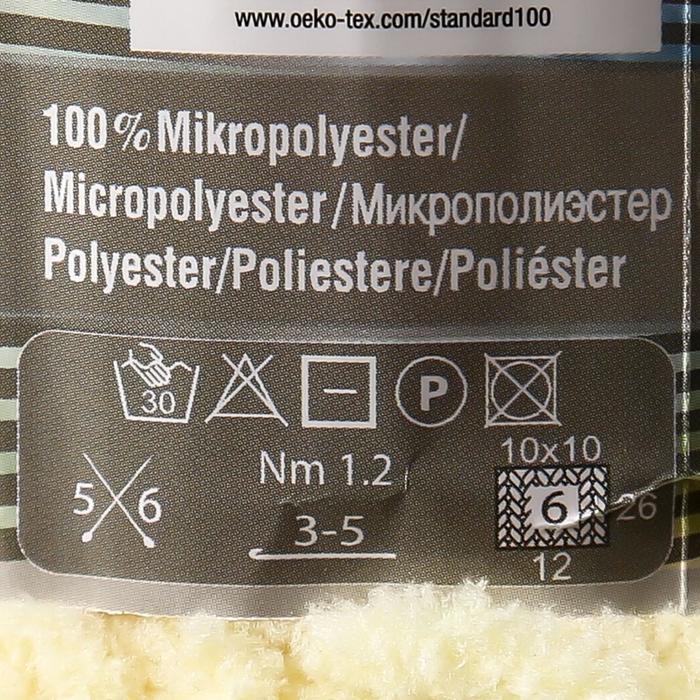 www.oeko-tex.com/standard100
100% Mikropolyester/
Micropolyester/Микрополиэстер
Polyester/Poliestere/Poliéster
30 P
10x10
5 6 Nm 1.2 6 26
3-5
12